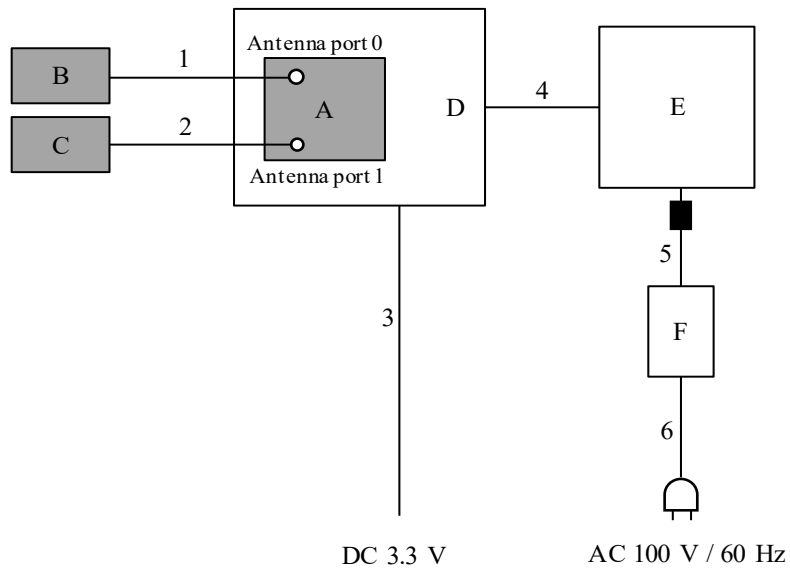 Antenna port 0
B
1
A
C
2
Antenna port 1
D
4
E
3
5
F
6
DC 3.3 V
AC 100 V / 60 Hz